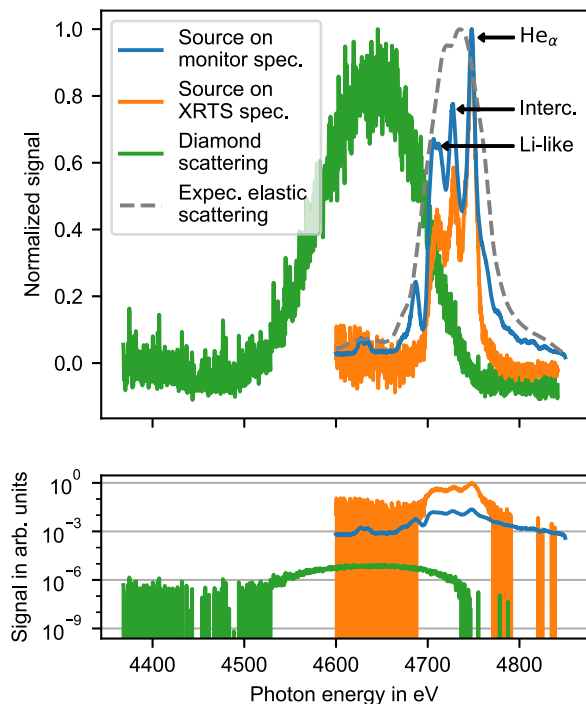 1.0
0.8
0.6
0.4
0.2
0.0
Normalized signal
Source on
monitor spec.
Source on
XRTS spec.
Diamond
scattering
Expec. elastic
scattering
Heα
Interc.
Li-like
10⁰
10⁻³
10⁻⁶
10⁻⁹
Signal in arb. units
4400 4500 4600 4700 4800
Photon energy in eV